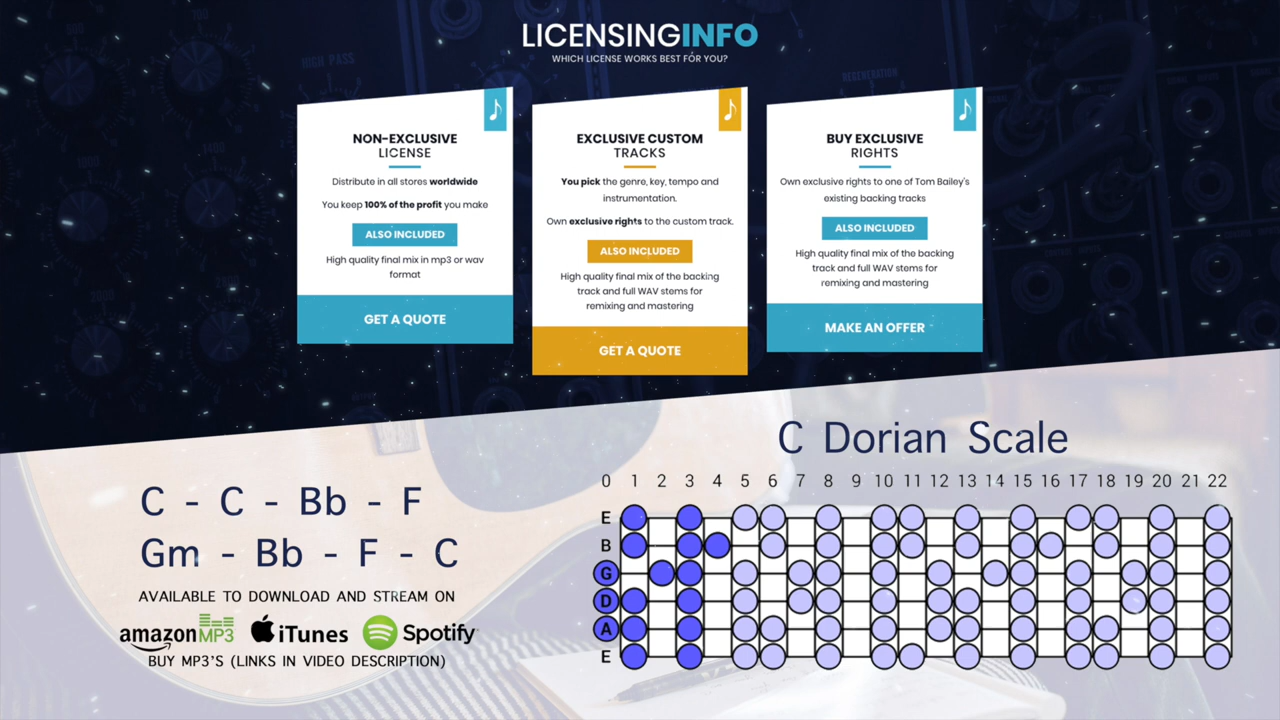 LICENSINGINFO
WHICH LICENSE WORKS BEST FOR YOU?
HIGH PASS
REGENERATION
NON-EXCLUSIVE
LICENSE
Distribute in all stores worldwide
You keep 100% of the profit you make
ALSO INCLUDED
High quality final mix in mp3 or wav
format
GET A QUOTE
EXCLUSIVE CUSTOM
TRACKS
You pick the genre, key, tempo and
instrumentation.
Own exclusive rights to the custom track.
ALSO INCLUDED
High quality final mix of the backing
track and full WAV stems for
remixing and mastering
GET A QUOTE
BUY EXCLUSIVE
RIGHTS
Own exclusive rights to one of Tom Bailey's
existing backing tracks
ALSO INCLUDED
High quality final mix of the backing
track and full WAV stems for
remixing and mastering
MAKE AN OFFER
C - C - Bb - F
Gm - Bb - F - C
AVAILABLE TO DOWNLOAD AND STREAM ON
amazonMP3 iTunes Spotify
BUY MP3'S (LINKS IN VIDEO DESCRIPTION)
C Dorian Scale
0 1 2 3 4 5 6 7 8 9 10 11 12 13 14 15 16 17 18 19 20 21 22
E
B
G
D
A
E